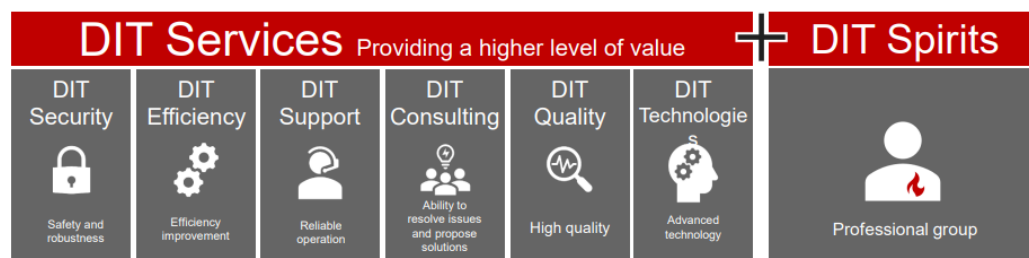 DIT Services Providing a higher level of value
DIT Spirits
DIT
Security
Safety and
robustness
DIT
Efficiency
Efficiency
improvement
DIT
Support
Reliable
operation
DIT
Consulting
Ability to
resolve issues
and propose
solutions
DIT
Quality
High quality
DIT
Technologie
s
Advanced
technology
Professional group